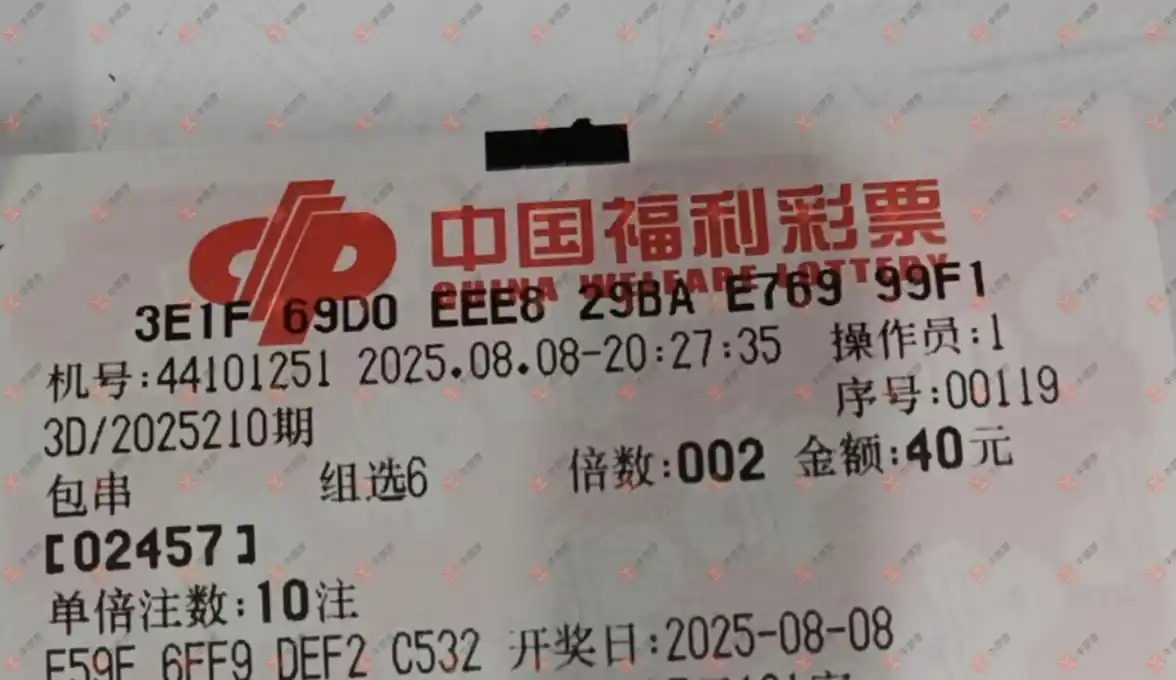 中国福利彩票
CHINA WELFARE LOTTERY
3E1F 69D0 EEE8 29BA E769 99F1
机号:44101251 2025.08.08-20:27:35 操作员:1
3D/2025210期 序号:00119
包串 组选6 倍数:002 金额:40元
[02457]
单倍注数:10注
E59F 6FF9 DEF2 C532 开奖日:2025-08-08